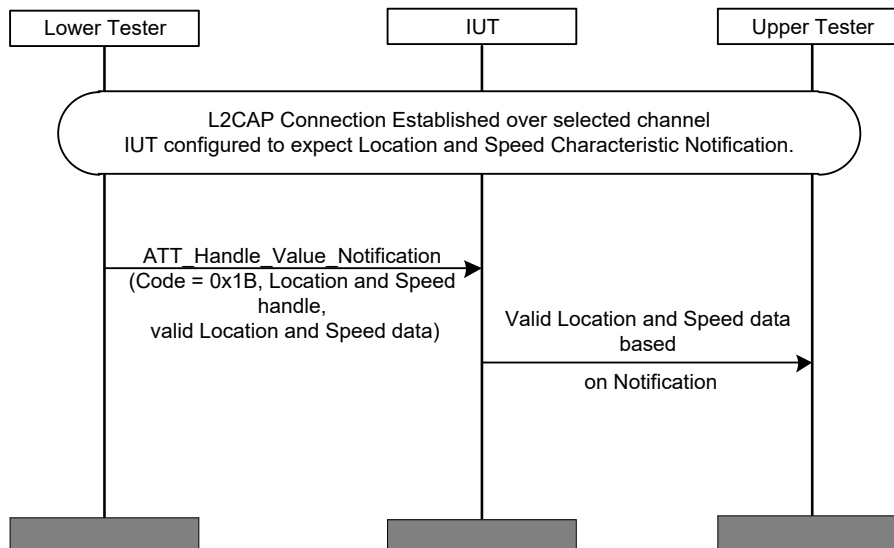 Lower Tester
IUT
Upper Tester
L2CAP Connection Established over selected channel
IUT configured to expect Location and Speed Characteristic Notification.
ATT_Handle_Value_Notification
(Code = 0x1B, Location and Speed
handle,
valid Location and Speed data)
Valid Location and Speed data
based
on Notification